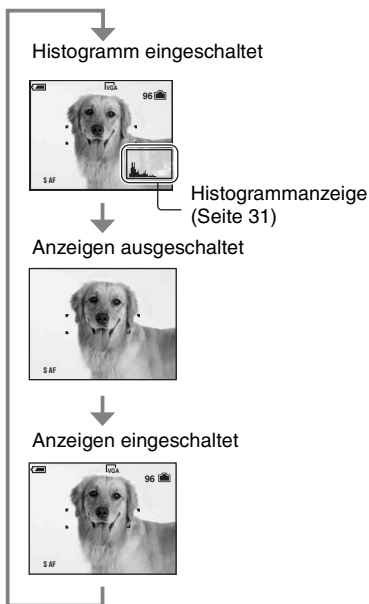 Histogramm eingeschaltet
VGA
96
S AF
Histogrammanzeige
(Seite 31)
Anzeigen ausgeschaltet
S AF
Anzeigen eingeschaltet
VGA
96
S AF